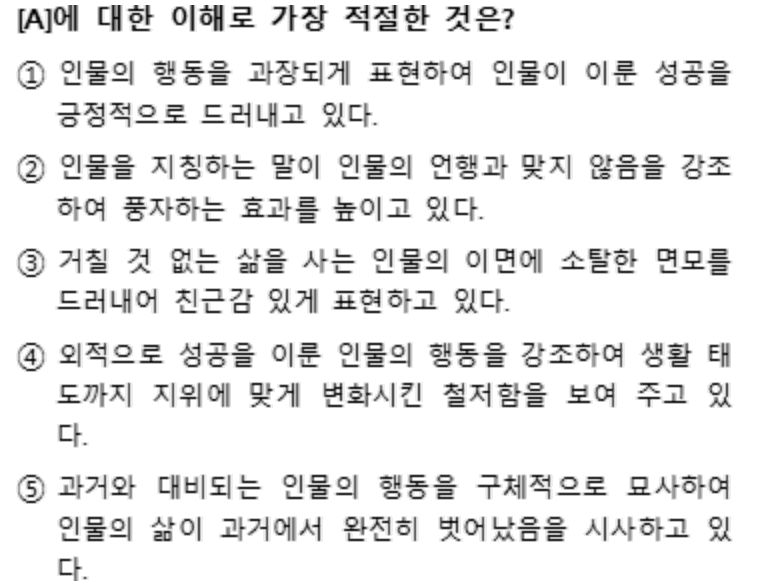 [A]에 대한 이해로 가장 적절한 것은?
① 인물의 행동을 과장되게 표현하여 인물이 이룬 성공을
긍정적으로 드러내고 있다.
② 인물을 지칭하는 말이 인물의 언행과 맞지 않음을 강조
하여 풍자하는 효과를 높이고 있다.
③ 거칠 것 없는 삶을 사는 인물의 이면에 소탈한 면모를
드러내어 친근감 있게 표현하고 있다.
④ 외적으로 성공을 이룬 인물의 행동을 강조하여 생활 태
도까지 지위에 맞게 변화시킨 철저함을 보여 주고 있
다.
⑤ 과거와 대비되는 인물의 행동을 구체적으로 묘사하여
인물의 삶이 과거에서 완전히 벗어났음을 시사하고 있
다.